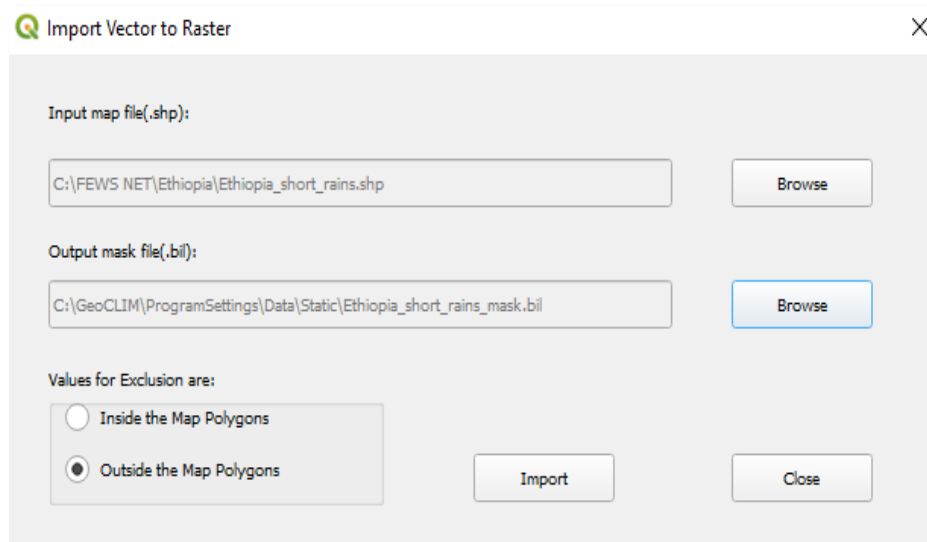 Import Vector to Raster
Input map file(.shp):
C:\FEWS NET\Ethiopia\Ethiopia_short_rains.shp
Browse
Output mask file(.bil):
C:\GeoCLIM\ProgramSettings\Data\Static\Ethiopia_short_rains_mask.bil
Browse
Values for Exclusion are:
Inside the Map Polygons
Outside the Map Polygons
Import
Close